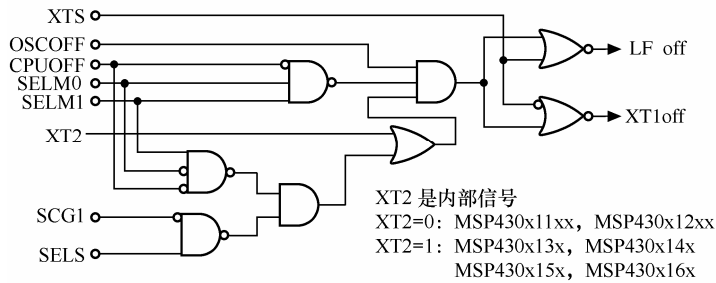 XTS
OSCOFF
CPUOFF
SELM0
SELM1
XT2
SCG1
SELS
LF off
XT1off
XT2 是内部信号
XT2=0：MSP430x11xx，MSP430x12xx
XT2=1：MSP430x13x，MSP430x14x
MSP430x15x，MSP430x16x